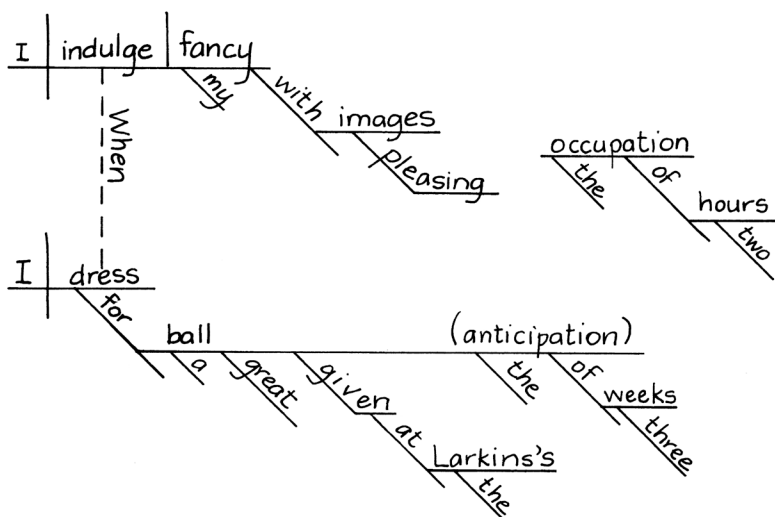 I indulge fancy
my with images
pleasing
When
occupation
the of hours
two
I dress
for ball (anticipation)
a great given the of weeks
at three
Larkins's
the